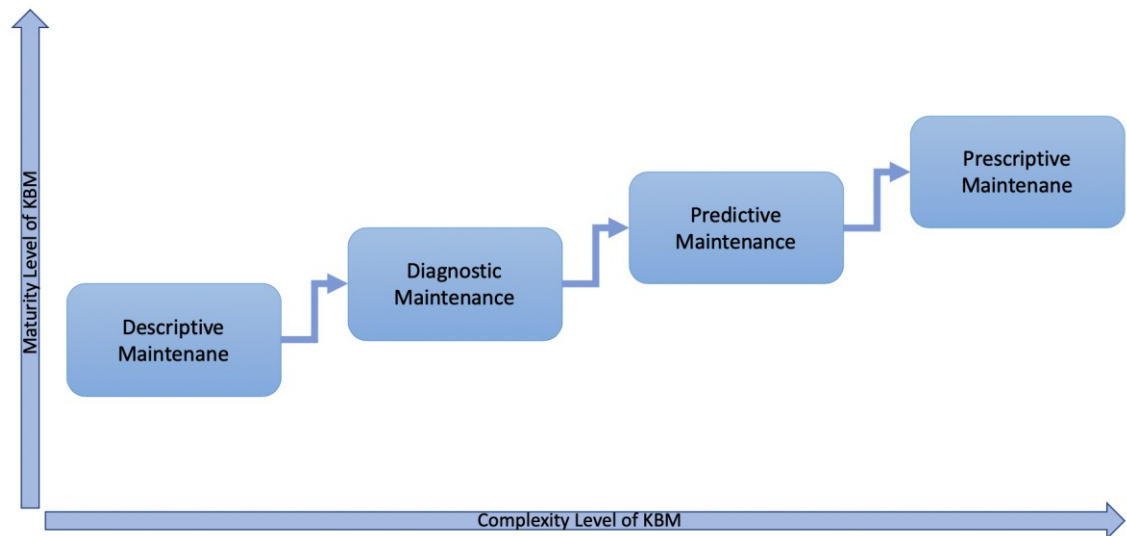 Maturity Level of KBM
Descriptive
Maintenane
Diagnostic
Maintenance
Predictive
Maintenance
Prescriptive
Maintenane
Complexity Level of KBM